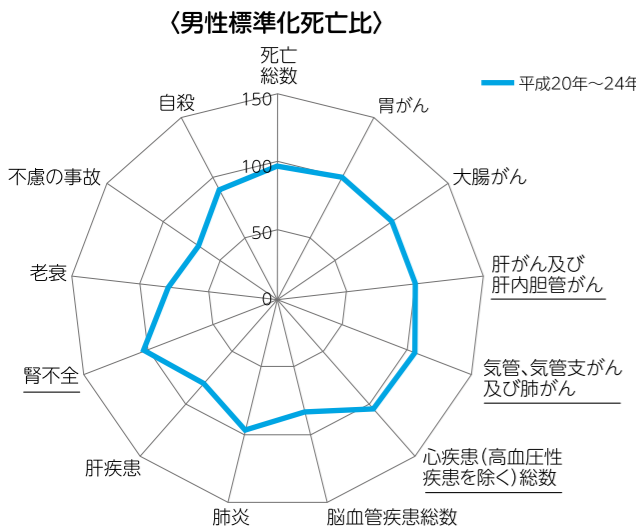 〈男性標準化死亡比〉
死亡
総数
平成20年～24年
胃がん
大腸がん
肝がん及び
肝内胆管がん
気管、気管支がん
及び肺がん
心疾患（高血圧性
疾患を除く）総数
脳血管疾患総数
肺炎
肝疾患
腎不全
老衰
不慮の事故
自殺
150
100
50
0